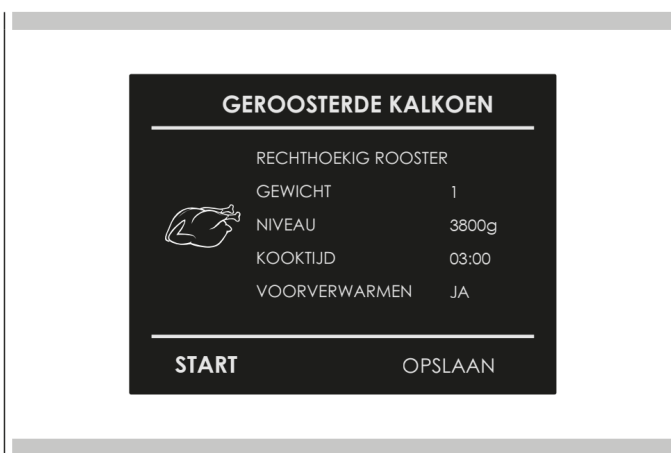 GEROOSTERDE KALKOEN
RECHTHOEKIG ROOSTER
GEWICHT 1
NIVEAU 3800g
KOOKTIJD 03:00
VOORVERWARMEN JA
START OPSLAAN